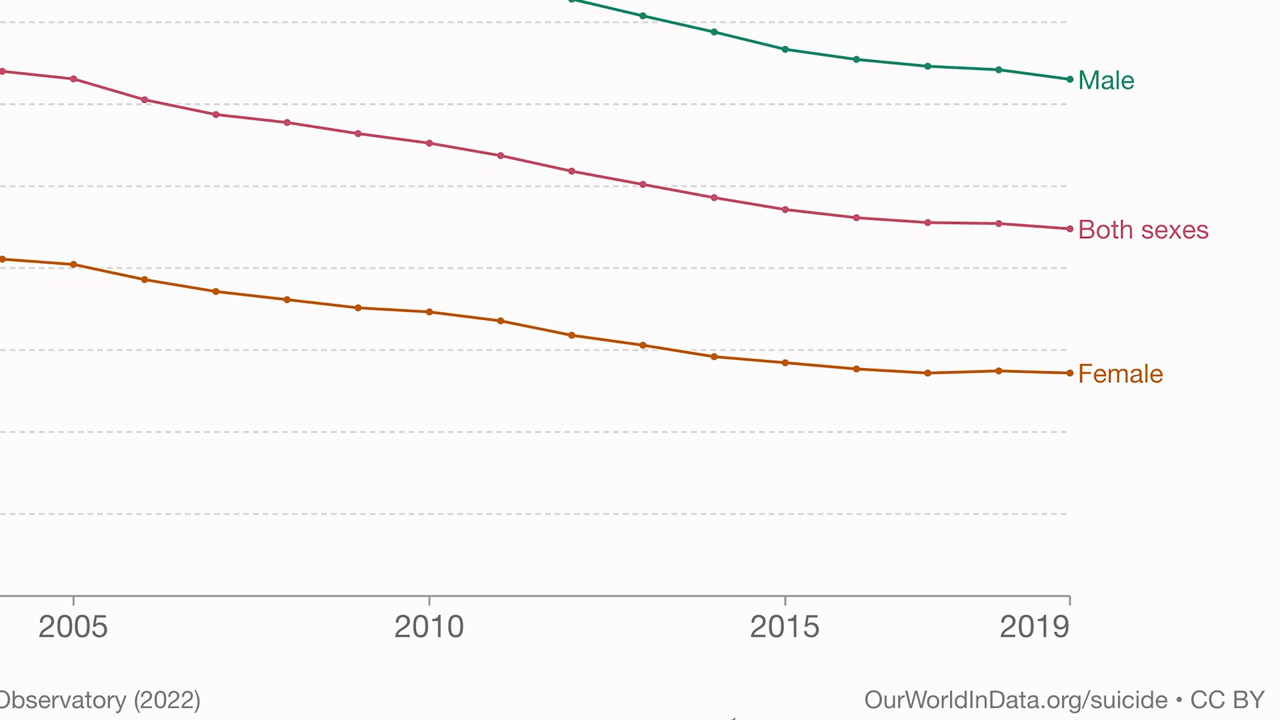 Male
Both sexes
Female
2005 2010 2015 2019
Observatory (2022) OurWorldInData.org/suicide • CC BY